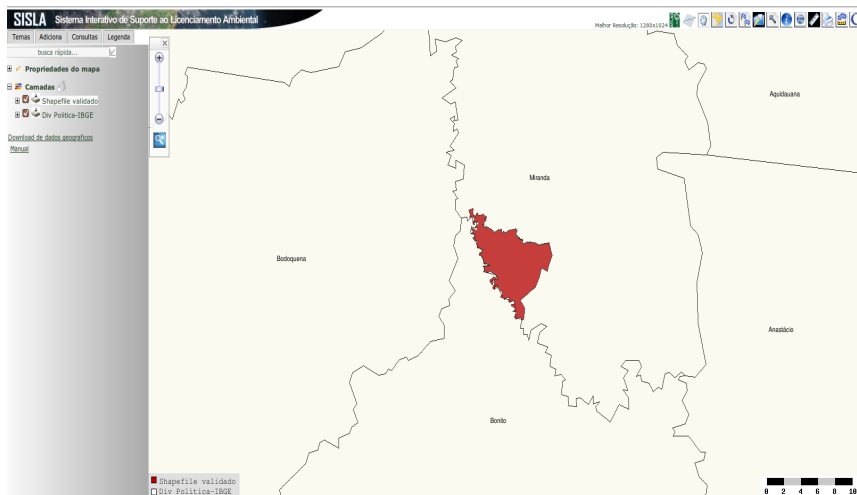 SISLA Sistema Interativo de Suporte ao Licenciamento Ambiental
Melhor Resolução: 1280x1024
Temas Adiciona Consultas Legenda
busca rápida...
Propriedades do mapa
Camadas
Shapefile validado
Div Politica-IBGE
Download de dados geograficos
Manual
X
Aquidauana
Miranda
Bodoquena
Anastácio
Bonito
Shapefile validado
Div Politica-IBGE
0 2 4 6 8 10